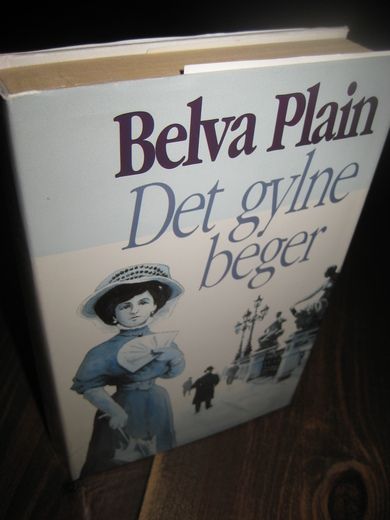 Belva Plain
Det gylne
beger